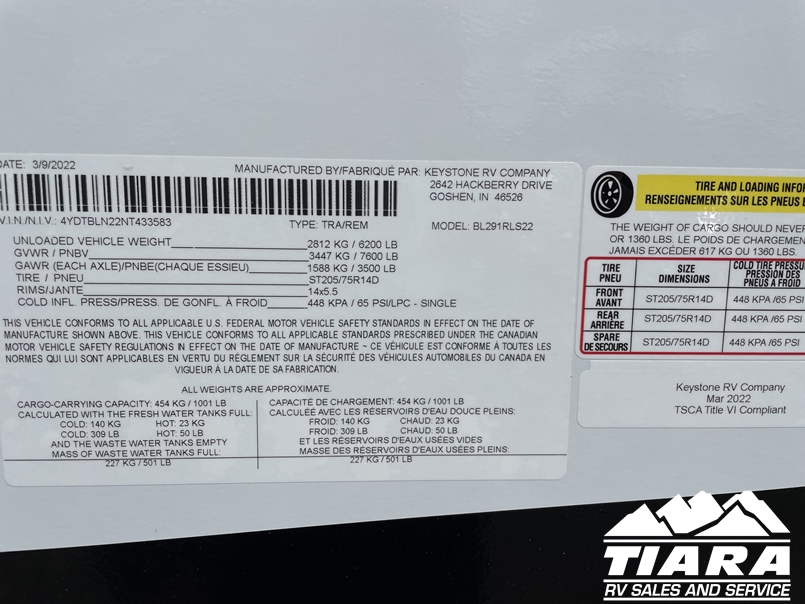 DATE: 3/9/2022
MANUFACTURED BY/FABRIQUÉ PAR: KEYSTONE RV COMPANY
2642 HACKBERRY DRIVE
GOSHEN, IN 46526
V.I.N./N.I.V.: 4YDTBLN22NT433583 TYPE: TRA/REM MODEL: BL291RLS22
UNLOADED VEHICLE WEIGHT 2812 KG / 6200 LB
GVWR / PNBV 3447 KG / 7600 LB
GAWR (EACH AXLE)/PNBE(CHAQUE ESSIEU) 1588 KG / 3500 LB
TIRE / PNEU ST205/75R14D
RIMS/JANTE 14x5.5
COLD INFL. PRESS/PRESS. DE GONFL. À FROID 448 KPA / 65 PSI/LPC - SINGLE
THIS VEHICLE CONFORMS TO ALL APPLICABLE U.S. FEDERAL MOTOR VEHICLE SAFETY STANDARDS IN EFFECT ON THE DATE OF
MANUFACTURE SHOWN ABOVE. THIS VEHICLE CONFORMS TO ALL APPLICABLE STANDARDS PRESCRIBED UNDER THE CANADIAN
MOTOR VEHICLE SAFETY REGULATIONS IN EFFECT ON THE DATE OF MANUFACTURE ~ CE VÉHICULE EST CONFORME À TOUTES LES
NORMES QUI LUI SONT APPLICABLES EN VERTU DU RÉGLEMENT SUR LA SÉCURITÉ DES VÉHICULES AUTOMOBILES DU CANADA EN
VIGUEUR À LA DATE DE SA FABRICATION.
ALL WEIGHTS ARE APPROXIMATE.
CARGO-CARRYING CAPACITY: 454 KG / 1001 LB
CALCULATED WITH THE FRESH WATER TANKS FULL:
COLD: 140 KG HOT: 23 KG
COLD: 309 LB HOT: 50 LB
AND THE WASTE WATER TANKS EMPTY
MASS OF WASTE WATER TANKS FULL:
227 KG / 501 LB
CAPACITÉ DE CHARGEMENT: 454 KG / 1001 LB
CALCULÉE AVEC LES RÉSERVOIRS D'EAU DOUCE PLEINS:
FROID: 140 KG CHAUD: 23 KG
FROID: 309 LB CHAUD: 50 LB
ET LES RÉSERVOIRS D'EAUX USÉES VIDES
MASSE DES RÉSERVOIRS D'EAUX USÉES PLEINS:
227 KG / 501 LB
TIRE AND LOADING INFOR
RENSEIGNEMENTS SUR LES PNEUS E
THE WEIGHT OF CARGO SHOULD NEVER
OR 1360 LBS. LE POIDS DE CHARGEMEN
JAMAIS EXCÉDER 617 KG OU 1360 LBS.
TIRE PNEU SIZE DIMENSIONS COLD TIRE PRESSUR PRESSION DES PNEUS A FROID
FRONT AVANT ST205/75R14D 448 KPA /65 PSI
REAR ARRIÈRE ST205/75R14D 448 KPA /65 PSI
SPARE DE SECOURS ST205/75R14D 448 KPA /65 PSI
Keystone RV Company
Mar 2022
TSCA Title VI Compliant
TIARA
RV SALES AND SERVICE